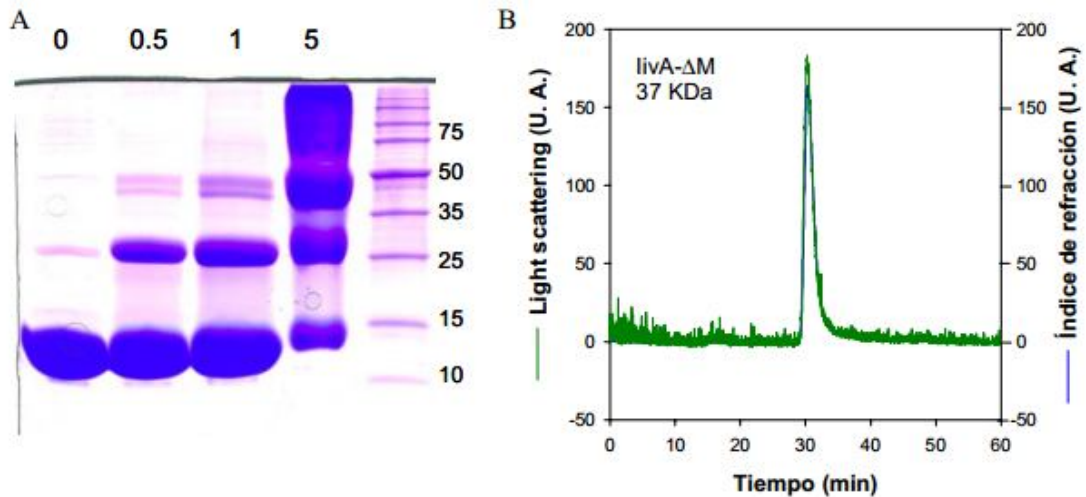 A
0 0.5 1 5
75
50
35
25
15
10
B
Light scattering (U. A.)
200
150
100
50
0
-50
IivA-ΔM
37 KDa
200
150
100
50
0
-50
Índice de refracción (U. A.)
0 10 20 30 40 50 60
Tiempo (min)